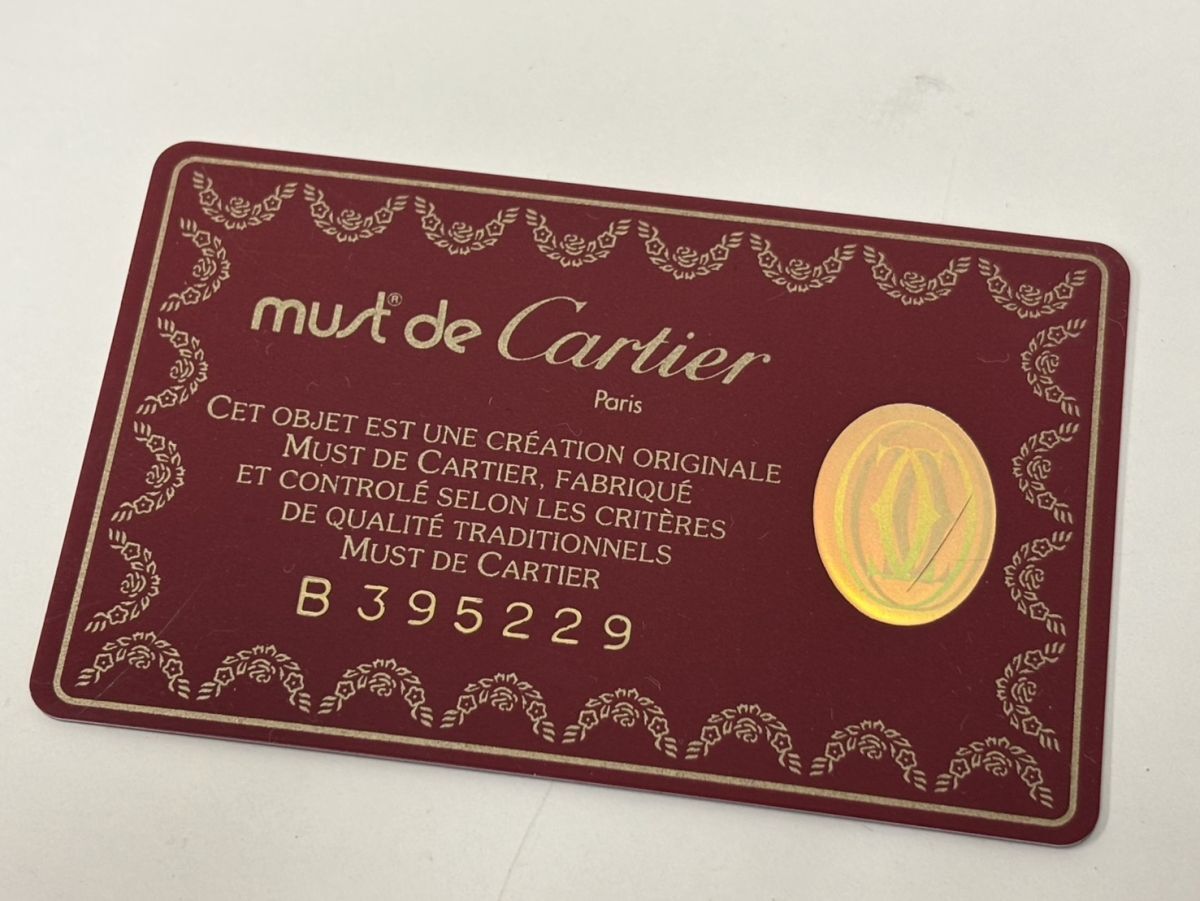 must® de Cartier
Paris
CET OBJET EST UNE CRÉATION ORIGINALE
MUST DE CARTIER, FABRIQUÉ
ET CONTROLÉ SELON LES CRITÈRES
DE QUALITÉ TRADITIONNELS
MUST DE CARTIER
B 395229